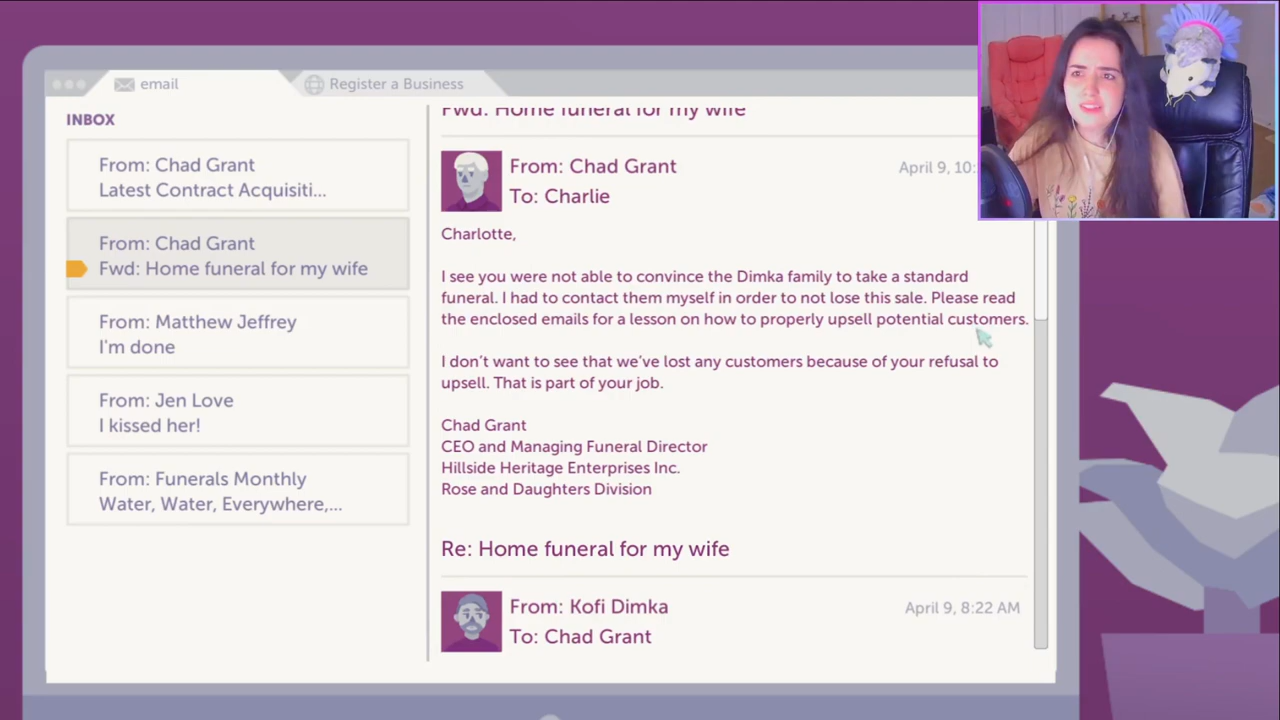 email
Register a Business
INBOX
From: Chad Grant
Latest Contract Acquisiti...
From: Chad Grant
Fwd: Home funeral for my wife
From: Matthew Jeffrey
I'm done
From: Jen Love
I kissed her!
From: Funerals Monthly
Water, Water, Everywhere,...
Fwd: Home funeral for my wife
From: Chad Grant
April 9, 10:
To: Charlie
Charlotte,
I see you were not able to convince the Dimka family to take a standard
funeral. I had to contact them myself in order to not lose this sale. Please read
the enclosed emails for a lesson on how to properly upsell potential customers.
I don't want to see that we've lost any customers because of your refusal to
upsell. That is part of your job.
Chad Grant
CEO and Managing Funeral Director
Hillside Heritage Enterprises Inc.
Rose and Daughters Division
Re: Home funeral for my wife
From: Kofi Dimka
April 9, 8:22 AM
To: Chad Grant